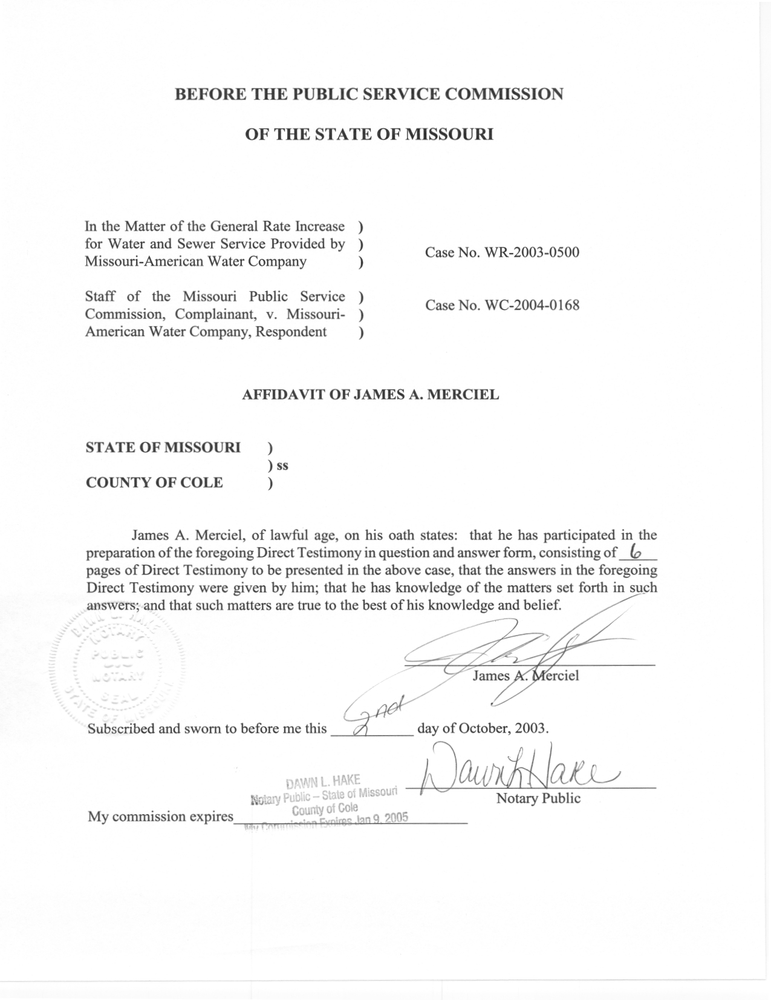 BEFORE THE PUBLIC SERVICE COMMISSION
OF THE STATE OF MISSOURI
In the Matter of the General Rate Increase )
for Water and Sewer Service Provided by )
Missouri-American Water Company )
Case No. WR-2003-0500
Staff of the Missouri Public Service )
Commission, Complainant, v. Missouri- )
American Water Company, Respondent )
Case No. WC-2004-0168
AFFIDAVIT OF JAMES A. MERCIEL
STATE OF MISSOURI )
) ss
COUNTY OF COLE )
James A. Merciel, of lawful age, on his oath states: that he has participated in the
preparation of the foregoing Direct Testimony in question and answer form, consisting of 6
pages of Direct Testimony to be presented in the above case, that the answers in the foregoing
Direct Testimony were given by him; that he has knowledge of the matters set forth in such
answers; and that such matters are true to the best of his knowledge and belief.
DAWN L. HAKE
NOTARY
PUBLIC
NOTARY
SEAL
STATE OF MISSOURI
James A. Merciel
Subscribed and sworn to before me this 2nd day of October, 2003.
Dawn L Hake
Notary Public
DAWN L. HAKE
Notary Public – State of Missouri
County of Cole
My Commission Expires Jan 9, 2005
My commission expires